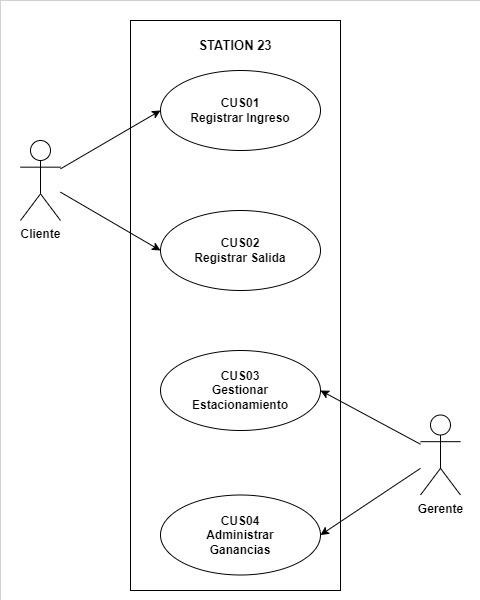 STATION 23
CUS01
Registrar Ingreso
Cliente
CUS02
Registrar Salida
CUS03
Gestionar
Estacionamiento
Gerente
CUS04
Administrar
Ganancias